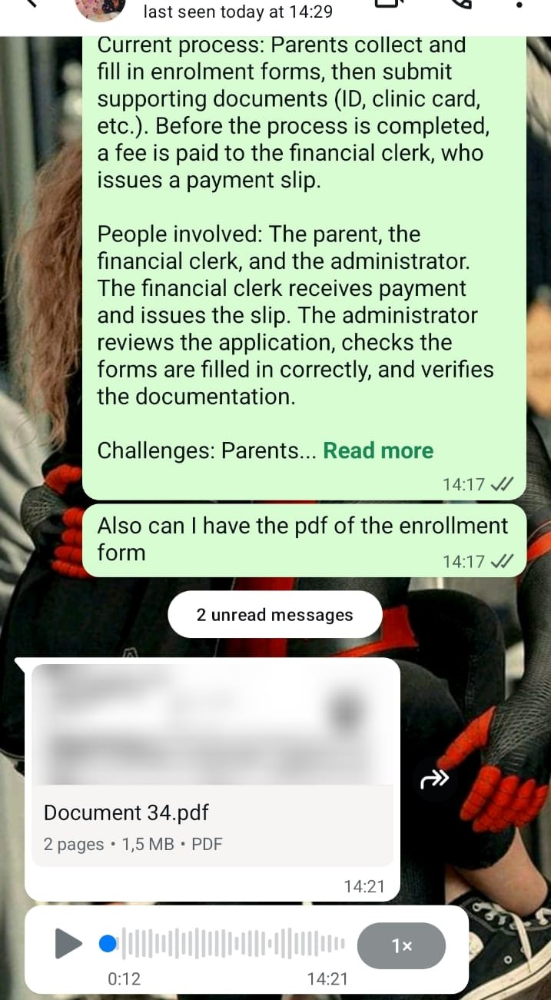 last seen today at 14:29
Current process: Parents collect and
fill in enrolment forms, then submit
supporting documents (ID, clinic card,
etc.). Before the process is completed,
a fee is paid to the financial clerk, who
issues a payment slip.
People involved: The parent, the
financial clerk, and the administrator.
The financial clerk receives payment
and issues the slip. The administrator
reviews the application, checks the
forms are filled in correctly, and verifies
the documentation.
Challenges: Parents... Read more
14:17
Also can I have the pdf of the enrollment
form
14:17
2 unread messages
Document 34.pdf
2 pages • 1,5 MB • PDF
14:21
1×
0:12
14:21